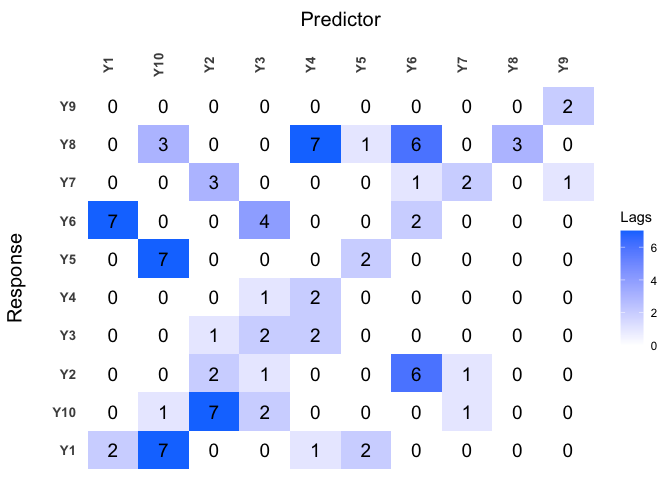 Predictor
Y1 Y10 Y2 Y3 Y4 Y5 Y6 Y7 Y8 Y9
Y9 0 0 0 0 0 0 0 0 0 2
Y8 0 3 0 0 7 1 6 0 3 0
Y7 0 0 3 0 0 0 1 2 0 1
Y6 7 0 0 4 0 0 2 0 0 0
Y5 0 7 0 0 0 2 0 0 0 0
Y4 0 0 0 1 2 0 0 0 0 0
Y3 0 0 1 2 2 0 0 0 0 0
Y2 0 0 2 1 0 0 6 1 0 0
Y10 0 1 7 2 0 0 0 1 0 0
Y1 2 7 0 0 1 2 0 0 0 0
Response
Lags
6
4
2
0